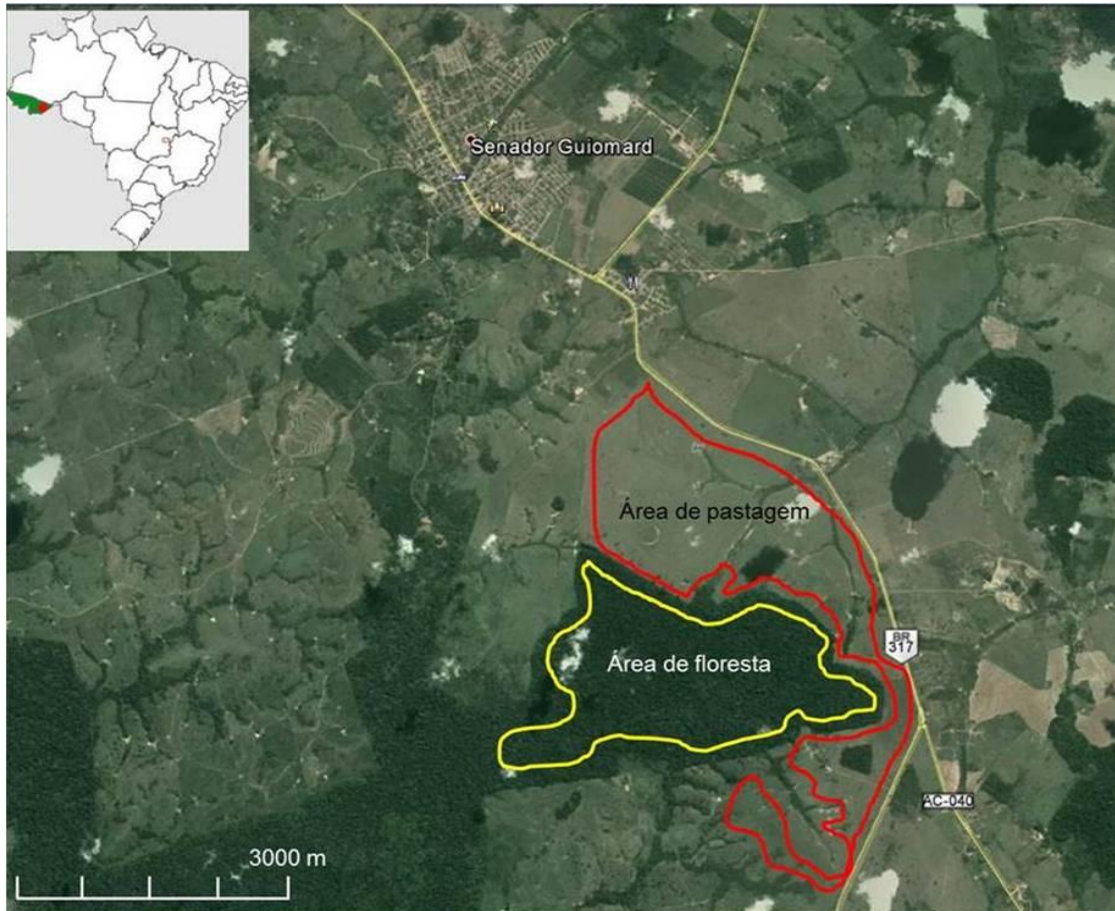 Senador Guiomard
Área de pastagem
BR
317
Área de floresta
AC-040
3000 m